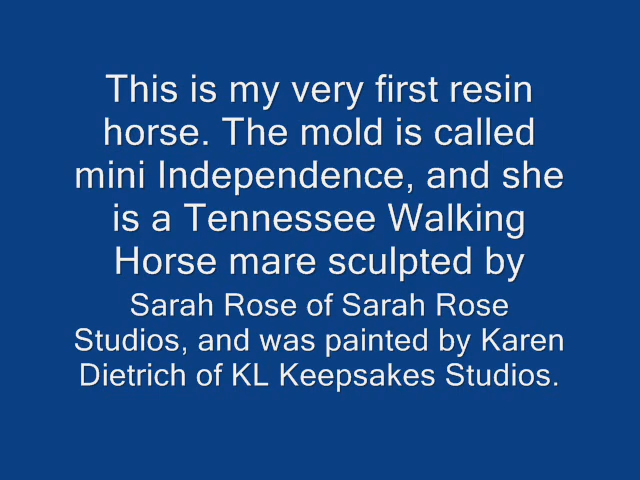 This is my very first resin
horse. The mold is called
mini Independence, and she
is a Tennessee Walking
Horse mare sculpted by
Sarah Rose of Sarah Rose
Studios, and was painted by Karen
Dietrich of KL Keepsakes Studios.